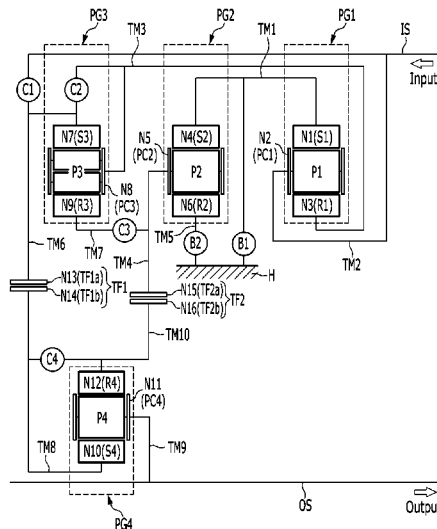 PG3
TM3
PG2
TM1
PG1
IS
Input
C1
C2
N7(S3)
P3
N9(R3)
N8
(PC3)
N5
(PC2)
N4(S2)
P2
N6(R2)
N2
(PC1)
N1(S1)
P1
N3(R1)
TM6
TM7
C3
TM5
TM4
B2
B1
TM2
H
N13(TF1a)
N14(TF1b)
TF1
N15(TF2a)
N16(TF2b)
TF2
TM10
C4
N12(R4)
P4
N10(S4)
N11
(PC4)
TM8
TM9
PG4
OS
Output